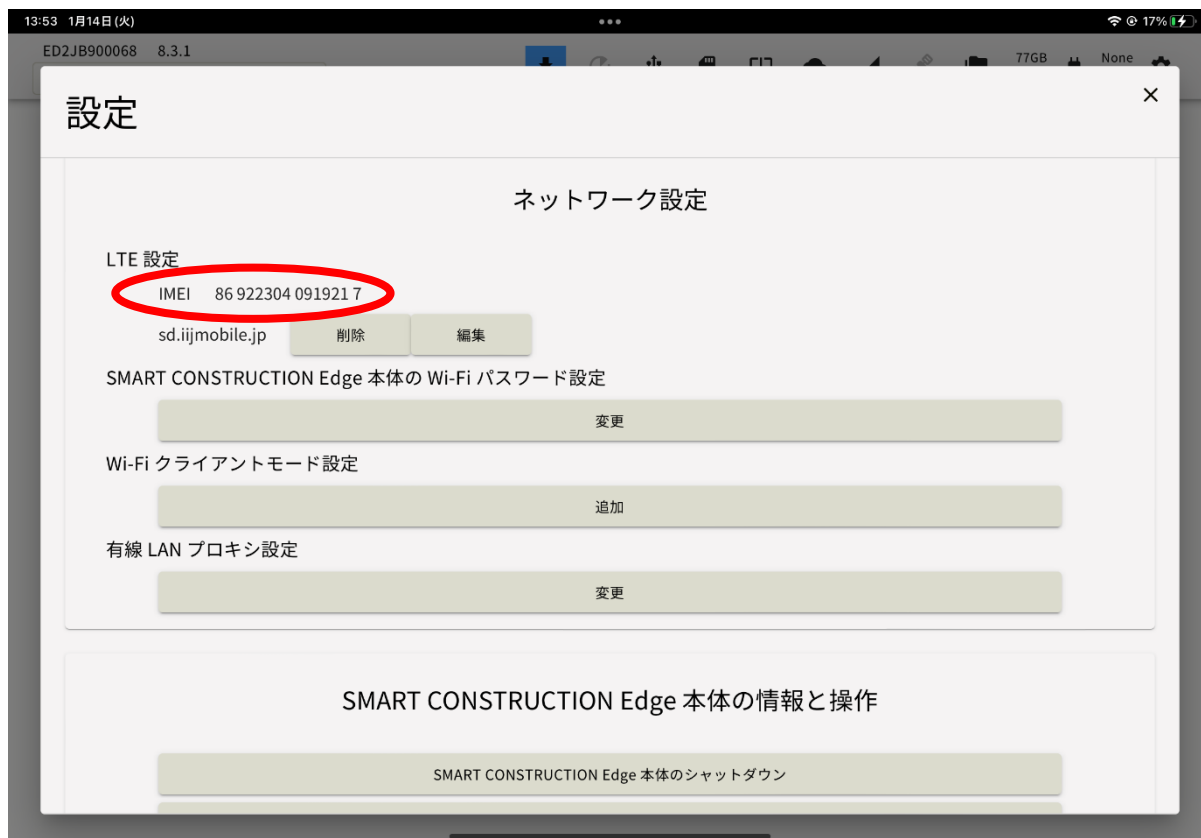 13:53 1月14日(火) 17%
ED2JB900068 8.3.1
77GB None
設定
ネットワーク設定
LTE 設定
IMEI 86 922304 091921 7
sd.iijmobile.jp 削除 編集
SMART CONSTRUCTION Edge 本体の Wi-Fi パスワード設定
変更
Wi-Fi クライアントモード設定
追加
有線 LAN プロキシ設定
変更
SMART CONSTRUCTION Edge 本体の情報と操作
SMART CONSTRUCTION Edge 本体のシャットダウン